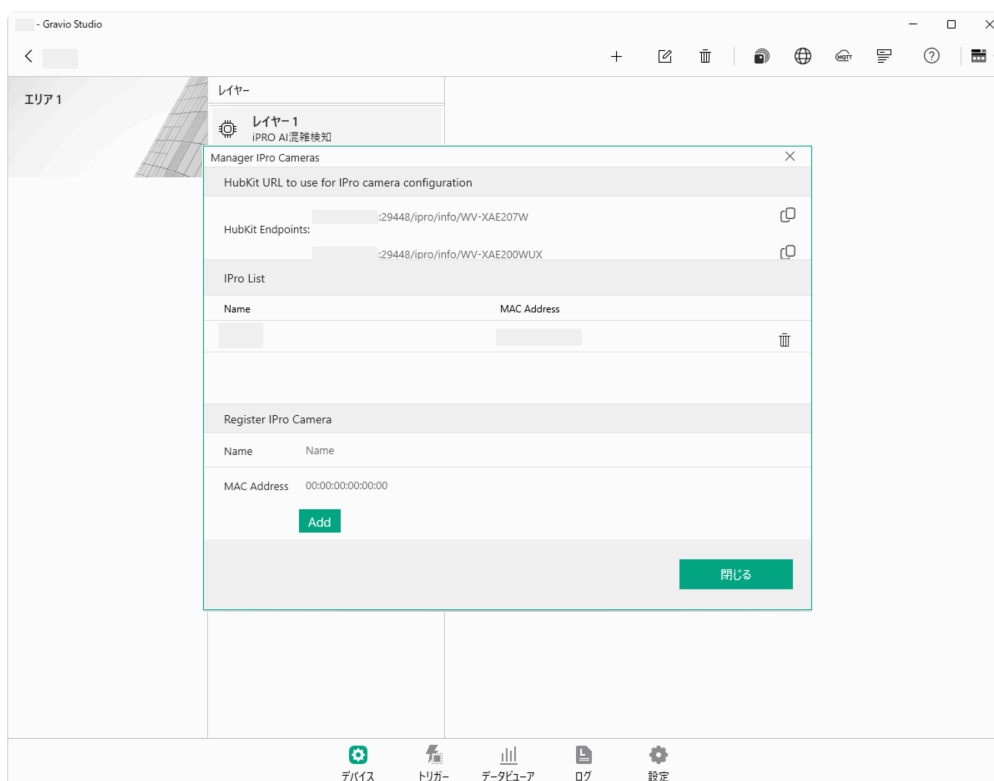 - Gravio Studio
エリア 1
レイヤー
レイヤー 1
iPRO AI混雑検知
MQTT
Manager IPro Cameras
HubKit URL to use for IPro camera configuration
HubKit Endpoints:
:29448/ipro/info/WV-XAE207W
:29448/ipro/info/WV-XAE200WUX
IPro List
Name MAC Address
Register IPro Camera
Name Name
MAC Address 00:00:00:00:00:00
Add
閉じる
デバイス トリガー データビューア ログ 設定